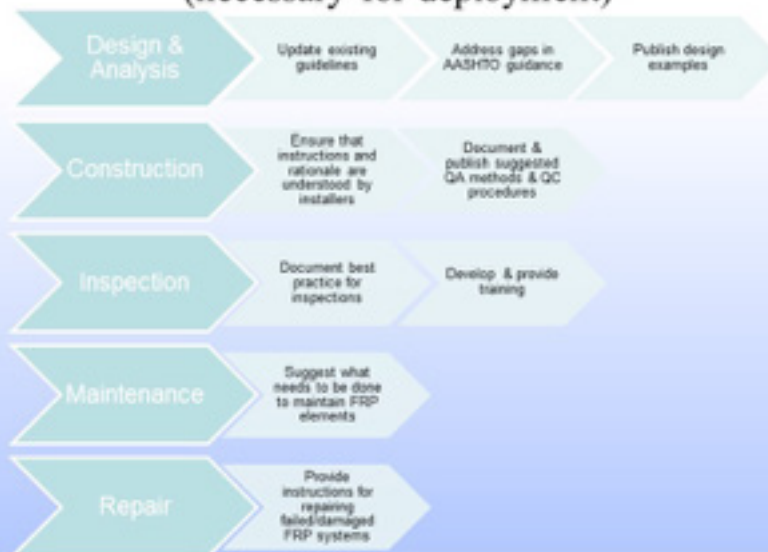 (necessary for deployment)
Design &
Analysis
Update existing
guidelines
Address gaps in
AASHTO guidance
Publish design
examples
Construction
Ensure that
instructions and
rationale are
understood by
installers
Document &
publish suggested
QA methods & QC
procedures
Inspection
Document best
practice for
inspections
Develop & provide
training
Maintenance
Suggest what
needs to be done
to maintain FRP
elements
Repair
Provide
instructions for
repairing
failed/damaged
FRP systems